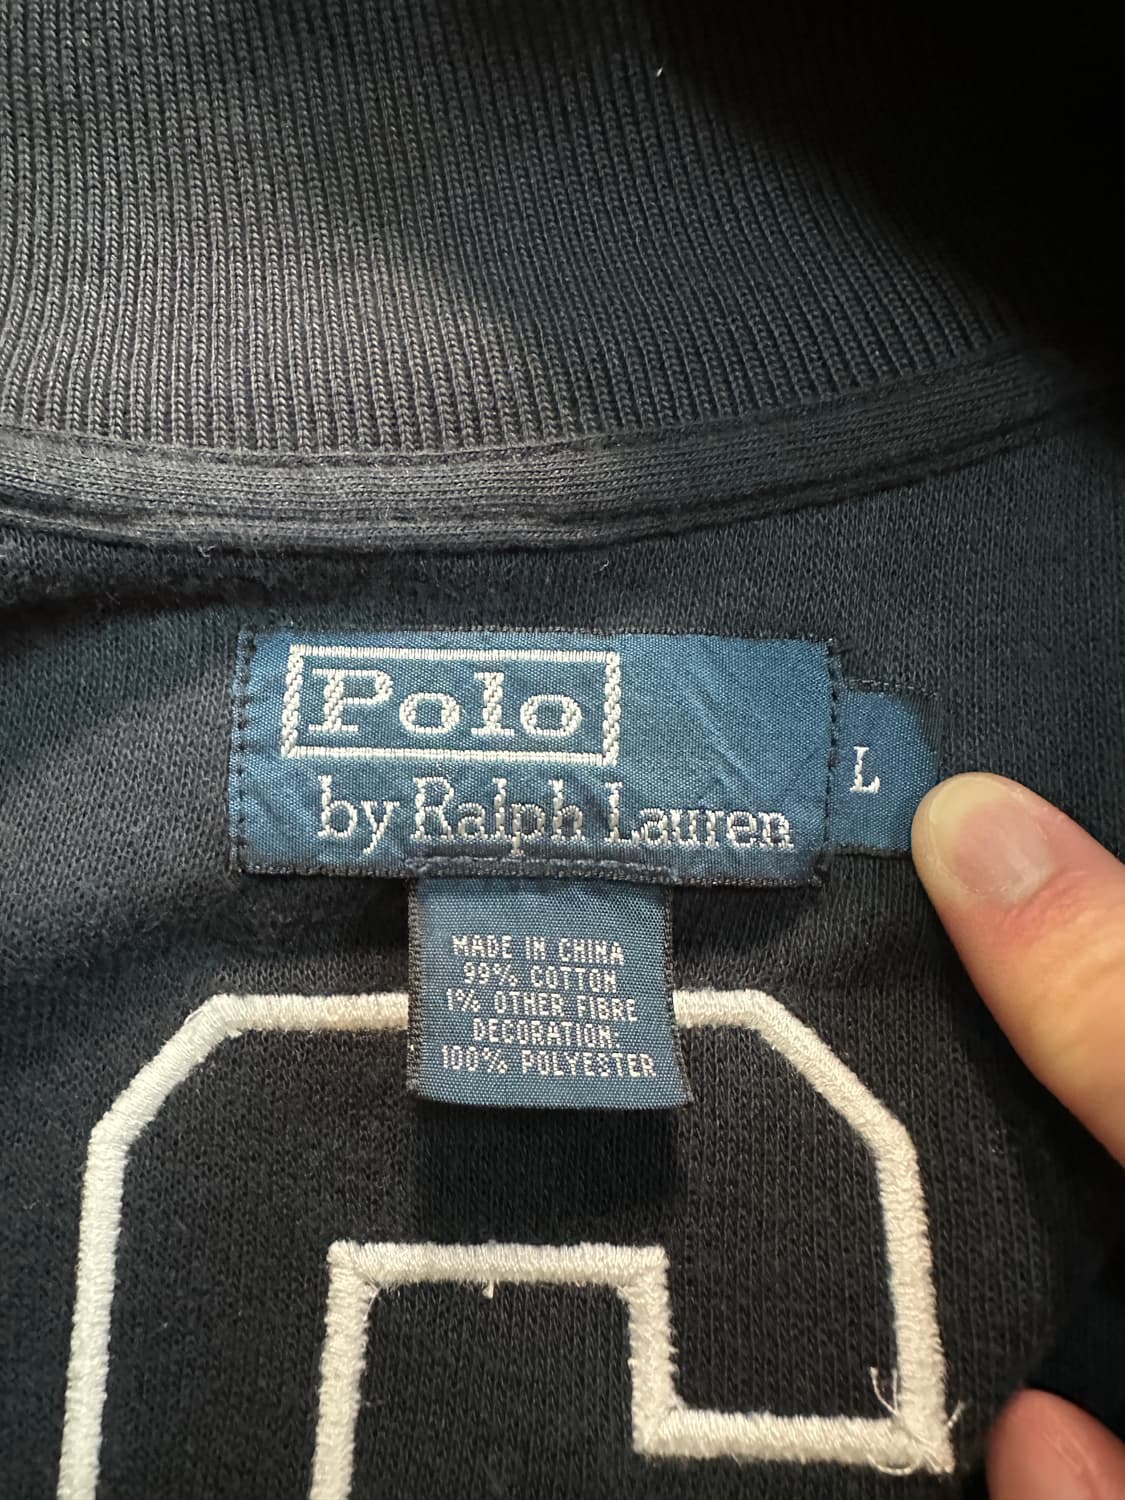 Polo
by Ralph Lauren
L
MADE IN CHINA
99% COTTON
1% OTHER FIBRE
DECORATION:
100% POLYESTER